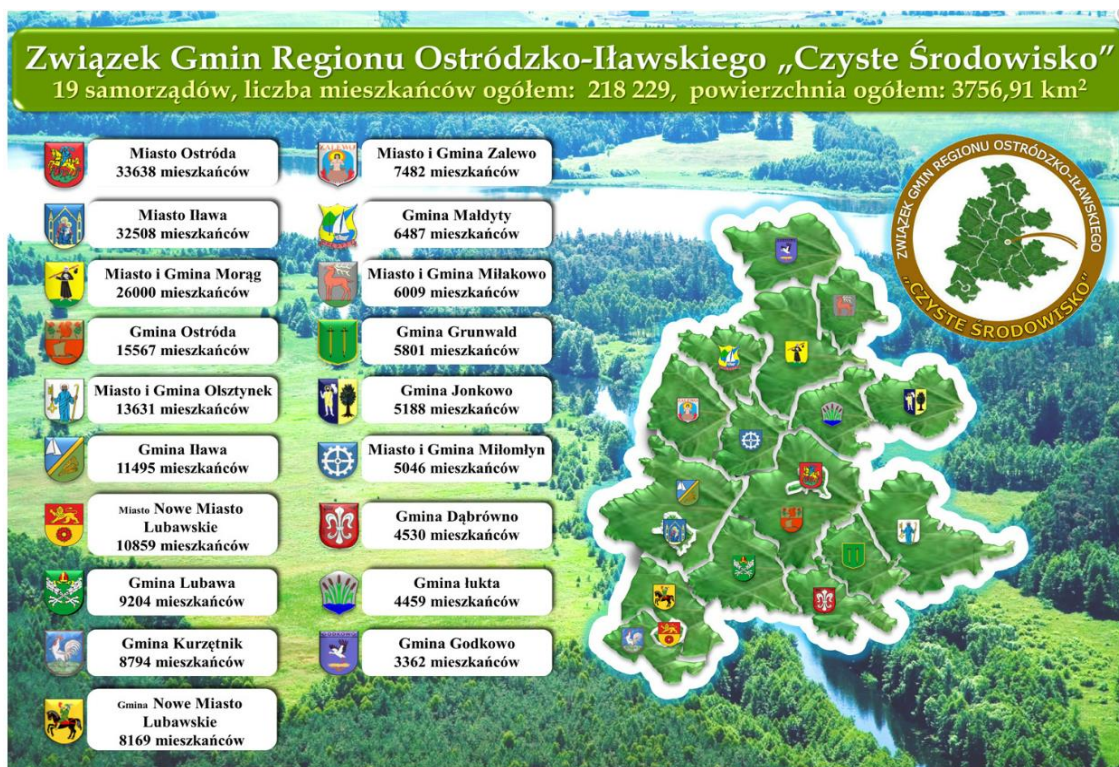 Związek Gmin Regionu Ostródzko-Iławskiego „Czyste Środowisko”
19 samorządów, liczba mieszkańców ogółem: 218 229, powierzchnia ogółem: 3756,91 km²
Miasto Ostróda
33638 mieszkańców
Miasto Iława
32508 mieszkańców
Miasto i Gmina Morąg
26000 mieszkańców
Gmina Ostróda
15567 mieszkańców
Miasto i Gmina Olsztynek
13631 mieszkańców
Gmina Iława
11495 mieszkańców
Miasto Nowe Miasto
Lubawskie
10859 mieszkańców
Gmina Lubawa
9204 mieszkańców
Gmina Kurzętnik
8794 mieszkańców
Gmina Nowe Miasto
Lubawskie
8169 mieszkańców
ZALEWO
Miasto i Gmina Zalewo
7482 mieszkańców
Gmina Małdyty
6487 mieszkańców
Miasto i Gmina Miłakowo
6009 mieszkańców
Gmina Grunwald
5801 mieszkańców
Gmina Jonkowo
5188 mieszkańców
Miasto i Gmina Miłomłyn
5046 mieszkańców
Gmina Dąbrówno
4530 mieszkańców
Gmina łukta
4459 mieszkańców
GODKOWO
Gmina Godkowo
3362 mieszkańców
ZWIĄZEK GMIN REGIONU OSTRÓDZKO-IŁAWSKIEGO
„CZYSTE ŚRODOWISKO”